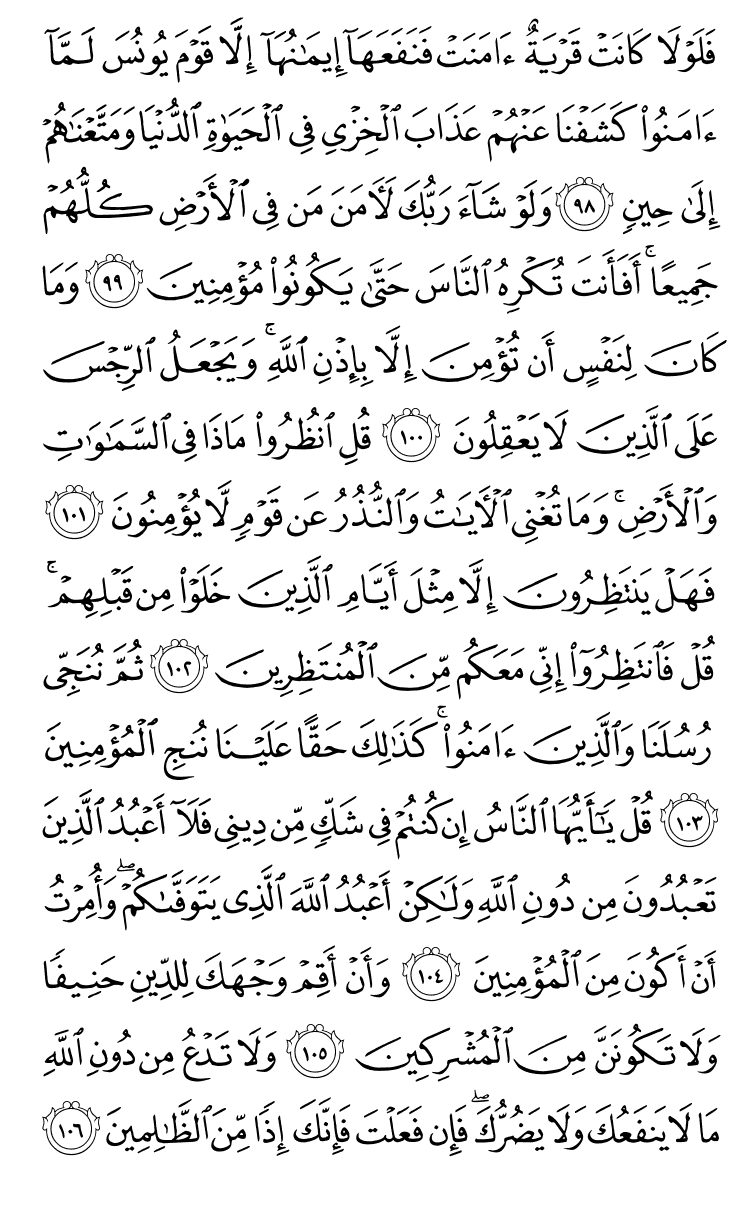 فَلَوۡلَا كَانَتۡ قَرۡيَةٌ ءَامَنَتۡ فَنَفَعَهَآ إِيمَٰنُهَآ إِلَّا قَوۡمَ يُونُسَ لَمَّآ
ءَامَنُواْ كَشَفۡنَا عَنۡهُمۡ عَذَابَ ٱلۡخِزۡيِ فِي ٱلۡحَيَوٰةِ ٱلدُّنۡيَا وَمَتَّعۡنَٰهُمۡ
إِلَىٰ حِينٖ ٩٨ وَلَوۡ شَآءَ رَبُّكَ لَأٓمَنَ مَن فِي ٱلۡأَرۡضِ كُلُّهُمۡ
جَمِيعًاۚ أَفَأَنتَ تُكۡرِهُ ٱلنَّاسَ حَتَّىٰ يَكُونُواْ مُؤۡمِنِينَ ٩٩ وَمَا
كَانَ لِنَفۡسٍ أَن تُؤۡمِنَ إِلَّا بِإِذۡنِ ٱللَّهِۚ وَيَجۡعَلُ ٱلرِّجۡسَ
عَلَى ٱلَّذِينَ لَا يَعۡقِلُونَ ١٠٠ قُلِ ٱنظُرُواْ مَاذَا فِي ٱلسَّمَٰوَٰتِ
وَٱلۡأَرۡضِۚ وَمَا تُغۡنِي ٱلۡأٓيَٰتُ وَٱلنُّذُرُ عَن قَوۡمٖ لَّا يُؤۡمِنُونَ ١٠١
فَهَلۡ يَنتَظِرُونَ إِلَّا مِثۡلَ أَيَّامِ ٱلَّذِينَ خَلَوۡاْ مِن قَبۡلِهِمۡۚ
قُلۡ فَٱنتَظِرُوٓاْ إِنِّي مَعَكُم مِّنَ ٱلۡمُنتَظِرِينَ ١٠٢ ثُمَّ نُنَجِّي
رُسُلَنَا وَٱلَّذِينَ ءَامَنُواْۚ كَذَٰلِكَ حَقًّا عَلَيۡنَا نُنجِ ٱلۡمُؤۡمِنِينَ
١٠٣ قُلۡ يَٰٓأَيُّهَا ٱلنَّاسُ إِن كُنتُمۡ فِي شَكّٖ مِّن دِينِي فَلَآ أَعۡبُدُ ٱلَّذِينَ
تَعۡبُدُونَ مِن دُونِ ٱللَّهِ وَلَٰكِنۡ أَعۡبُدُ ٱللَّهَ ٱلَّذِي يَتَوَفَّىٰكُمۡۖ وَأُمِرۡتُ
أَنۡ أَكُونَ مِنَ ٱلۡمُؤۡمِنِينَ ١٠٤ وَأَنۡ أَقِمۡ وَجۡهَكَ لِلدِّينِ حَنِيفٗا
وَلَا تَكُونَنَّ مِنَ ٱلۡمُشۡرِكِينَ ١٠٥ وَلَا تَدۡعُ مِن دُونِ ٱللَّهِ
مَا لَا يَنفَعُكَ وَلَا يَضُرُّكَۖ فَإِن فَعَلۡتَ فَإِنَّكَ إِذٗا مِّنَ ٱلظَّٰلِمِينَ ١٠٦